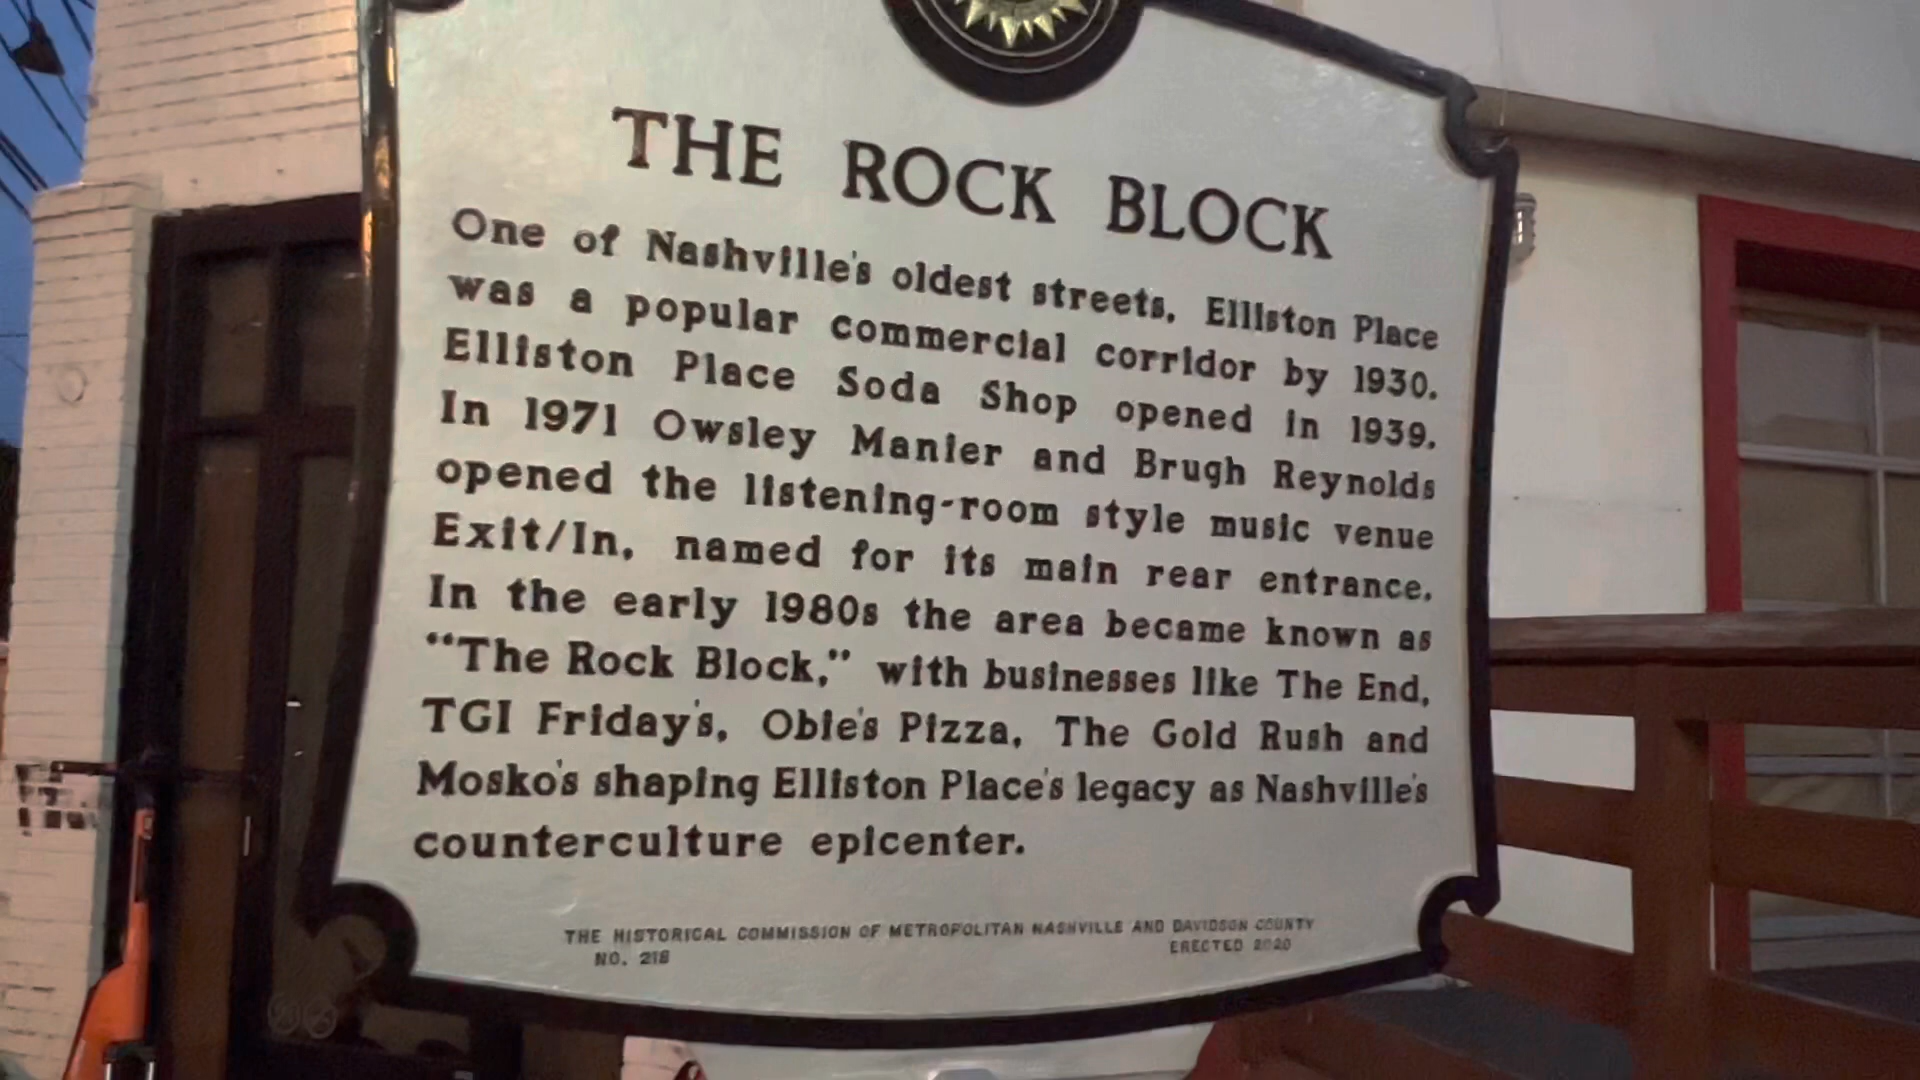 THE ROCK BLOCK
One of Nashville's oldest streets, Elliston Place
was a popular commercial corridor by 1930.
Elliston Place Soda Shop opened in 1939.
In 1971 Owsley Manier and Brugh Reynolds
opened the listening-room style music venue
Exit/In, named for its main rear entrance.
In the early 1980s the area became known as
“The Rock Block,” with businesses like The End,
TGI Friday's, Obie's Pizza, The Gold Rush and
Mosko's shaping Elliston Place's legacy as Nashville's
counterculture epicenter.
THE HISTORICAL COMMISSION OF METROPOLITAN NASHVILLE AND DAVIDSON COUNTY
NO. 218 ERECTED 2020